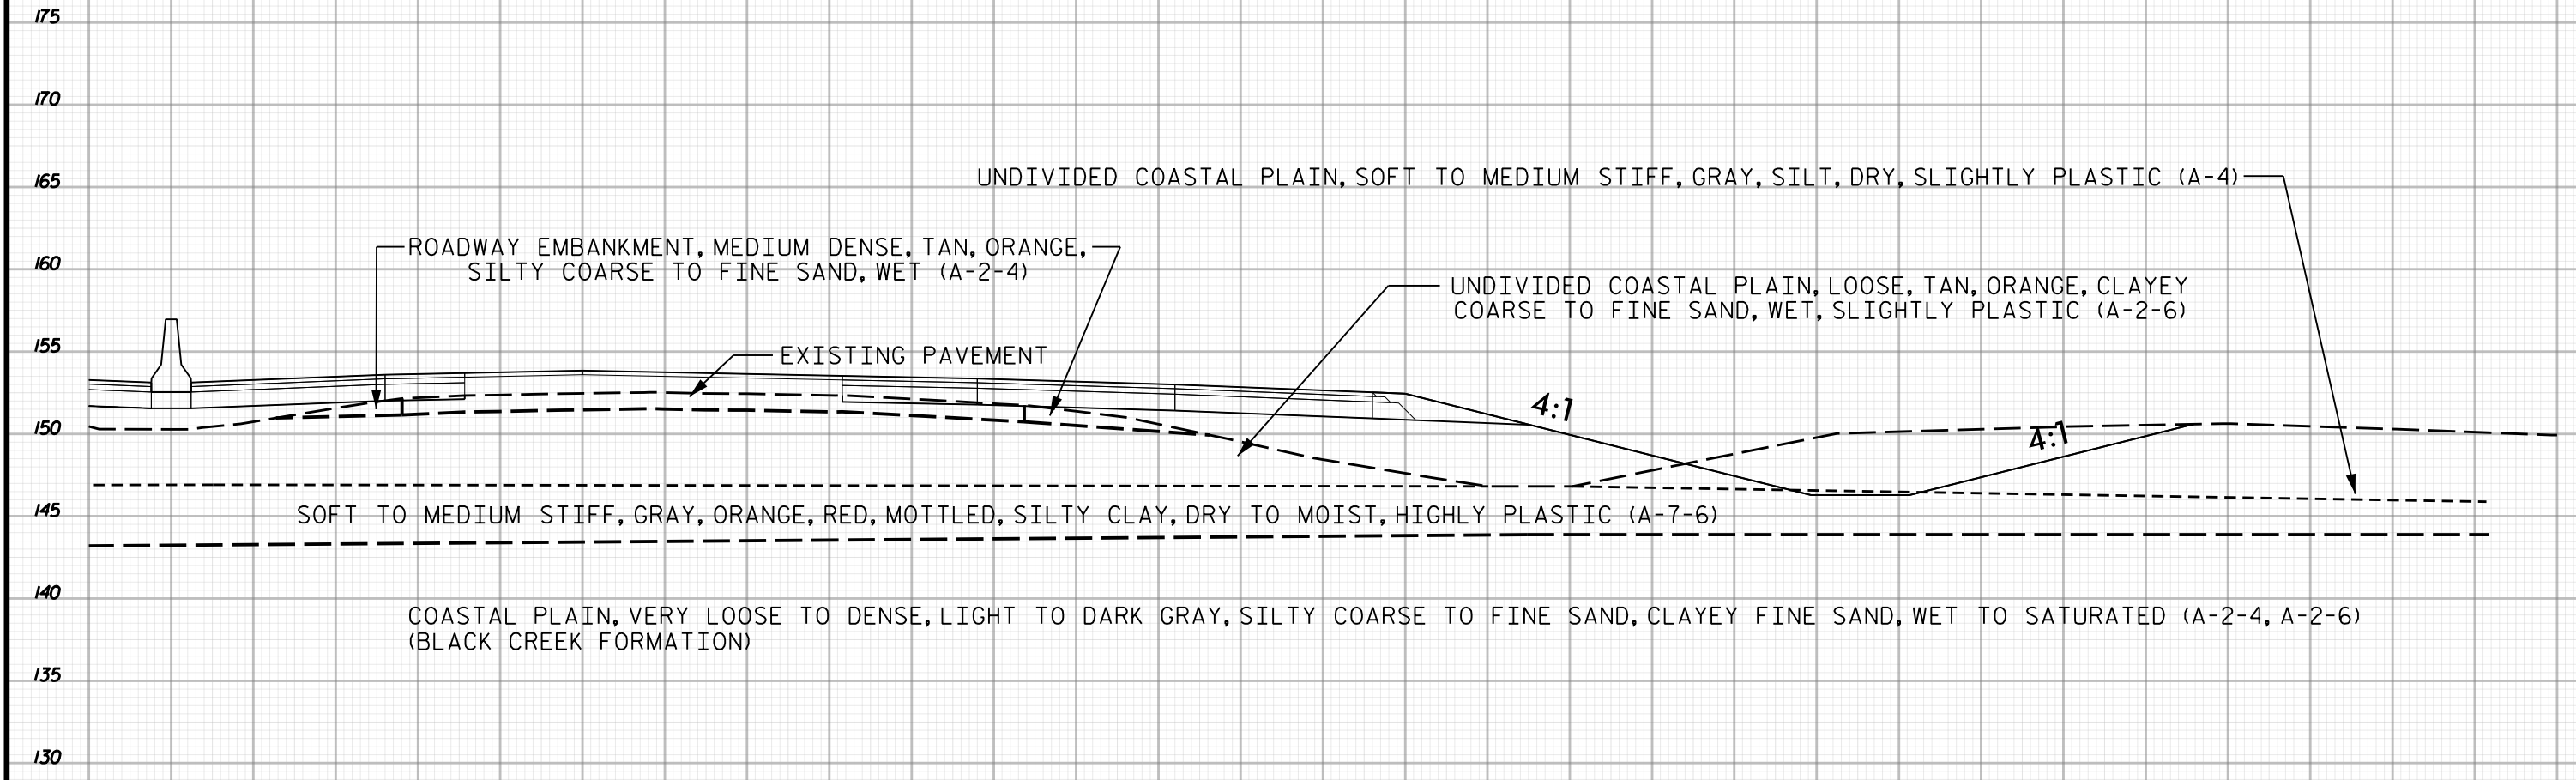 175
170
UNDIVIDED COASTAL PLAIN, SOFT TO MEDIUM STIFF, GRAY, SILT, DRY, SLIGHTLY PLASTIC (A-4)
165
ROADWAY EMBANKMENT, MEDIUM DENSE, TAN, ORANGE,
SILTY COARSE TO FINE SAND, WET (A-2-4)
160
UNDIVIDED COASTAL PLAIN, LOOSE, TAN, ORANGE, CLAYEY
COARSE TO FINE SAND, WET, SLIGHTLY PLASTIC (A-2-6)
155
EXISTING PAVEMENT
4:1
150
4:1
145
SOFT TO MEDIUM STIFF, GRAY, ORANGE, RED, MOTTLED, SILTY CLAY, DRY TO MOIST, HIGHLY PLASTIC (A-7-6)
140
COASTAL PLAIN, VERY LOOSE TO DENSE, LIGHT TO DARK GRAY, SILTY COARSE TO FINE SAND, CLAYEY FINE SAND, WET TO SATURATED (A-2-4, A-2-6)
(BLACK CREEK FORMATION)
135
130